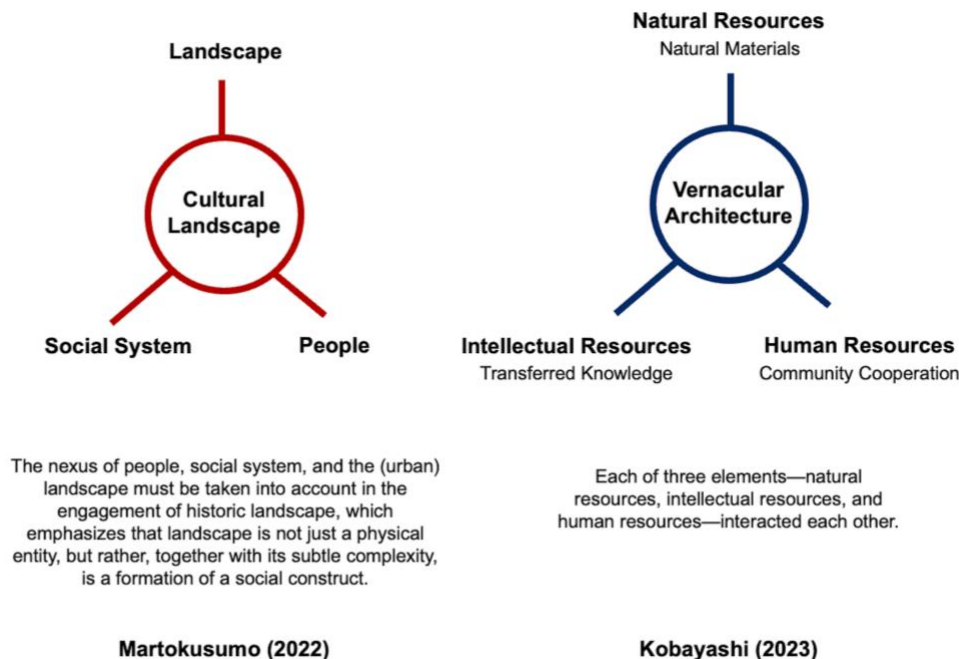 Landscape
Cultural
Landscape
Social System
People
The nexus of people, social system, and the (urban)
landscape must be taken into account in the
engagement of historic landscape, which
emphasizes that landscape is not just a physical
entity, but rather, together with its subtle complexity,
is a formation of a social construct.
Martokusumo (2022)
Natural Resources
Natural Materials
Vernacular
Architecture
Intellectual Resources
Transferred Knowledge
Human Resources
Community Cooperation
Each of three elements—natural
resources, intellectual resources, and
human resources—interacted each other.
Kobayashi (2023)